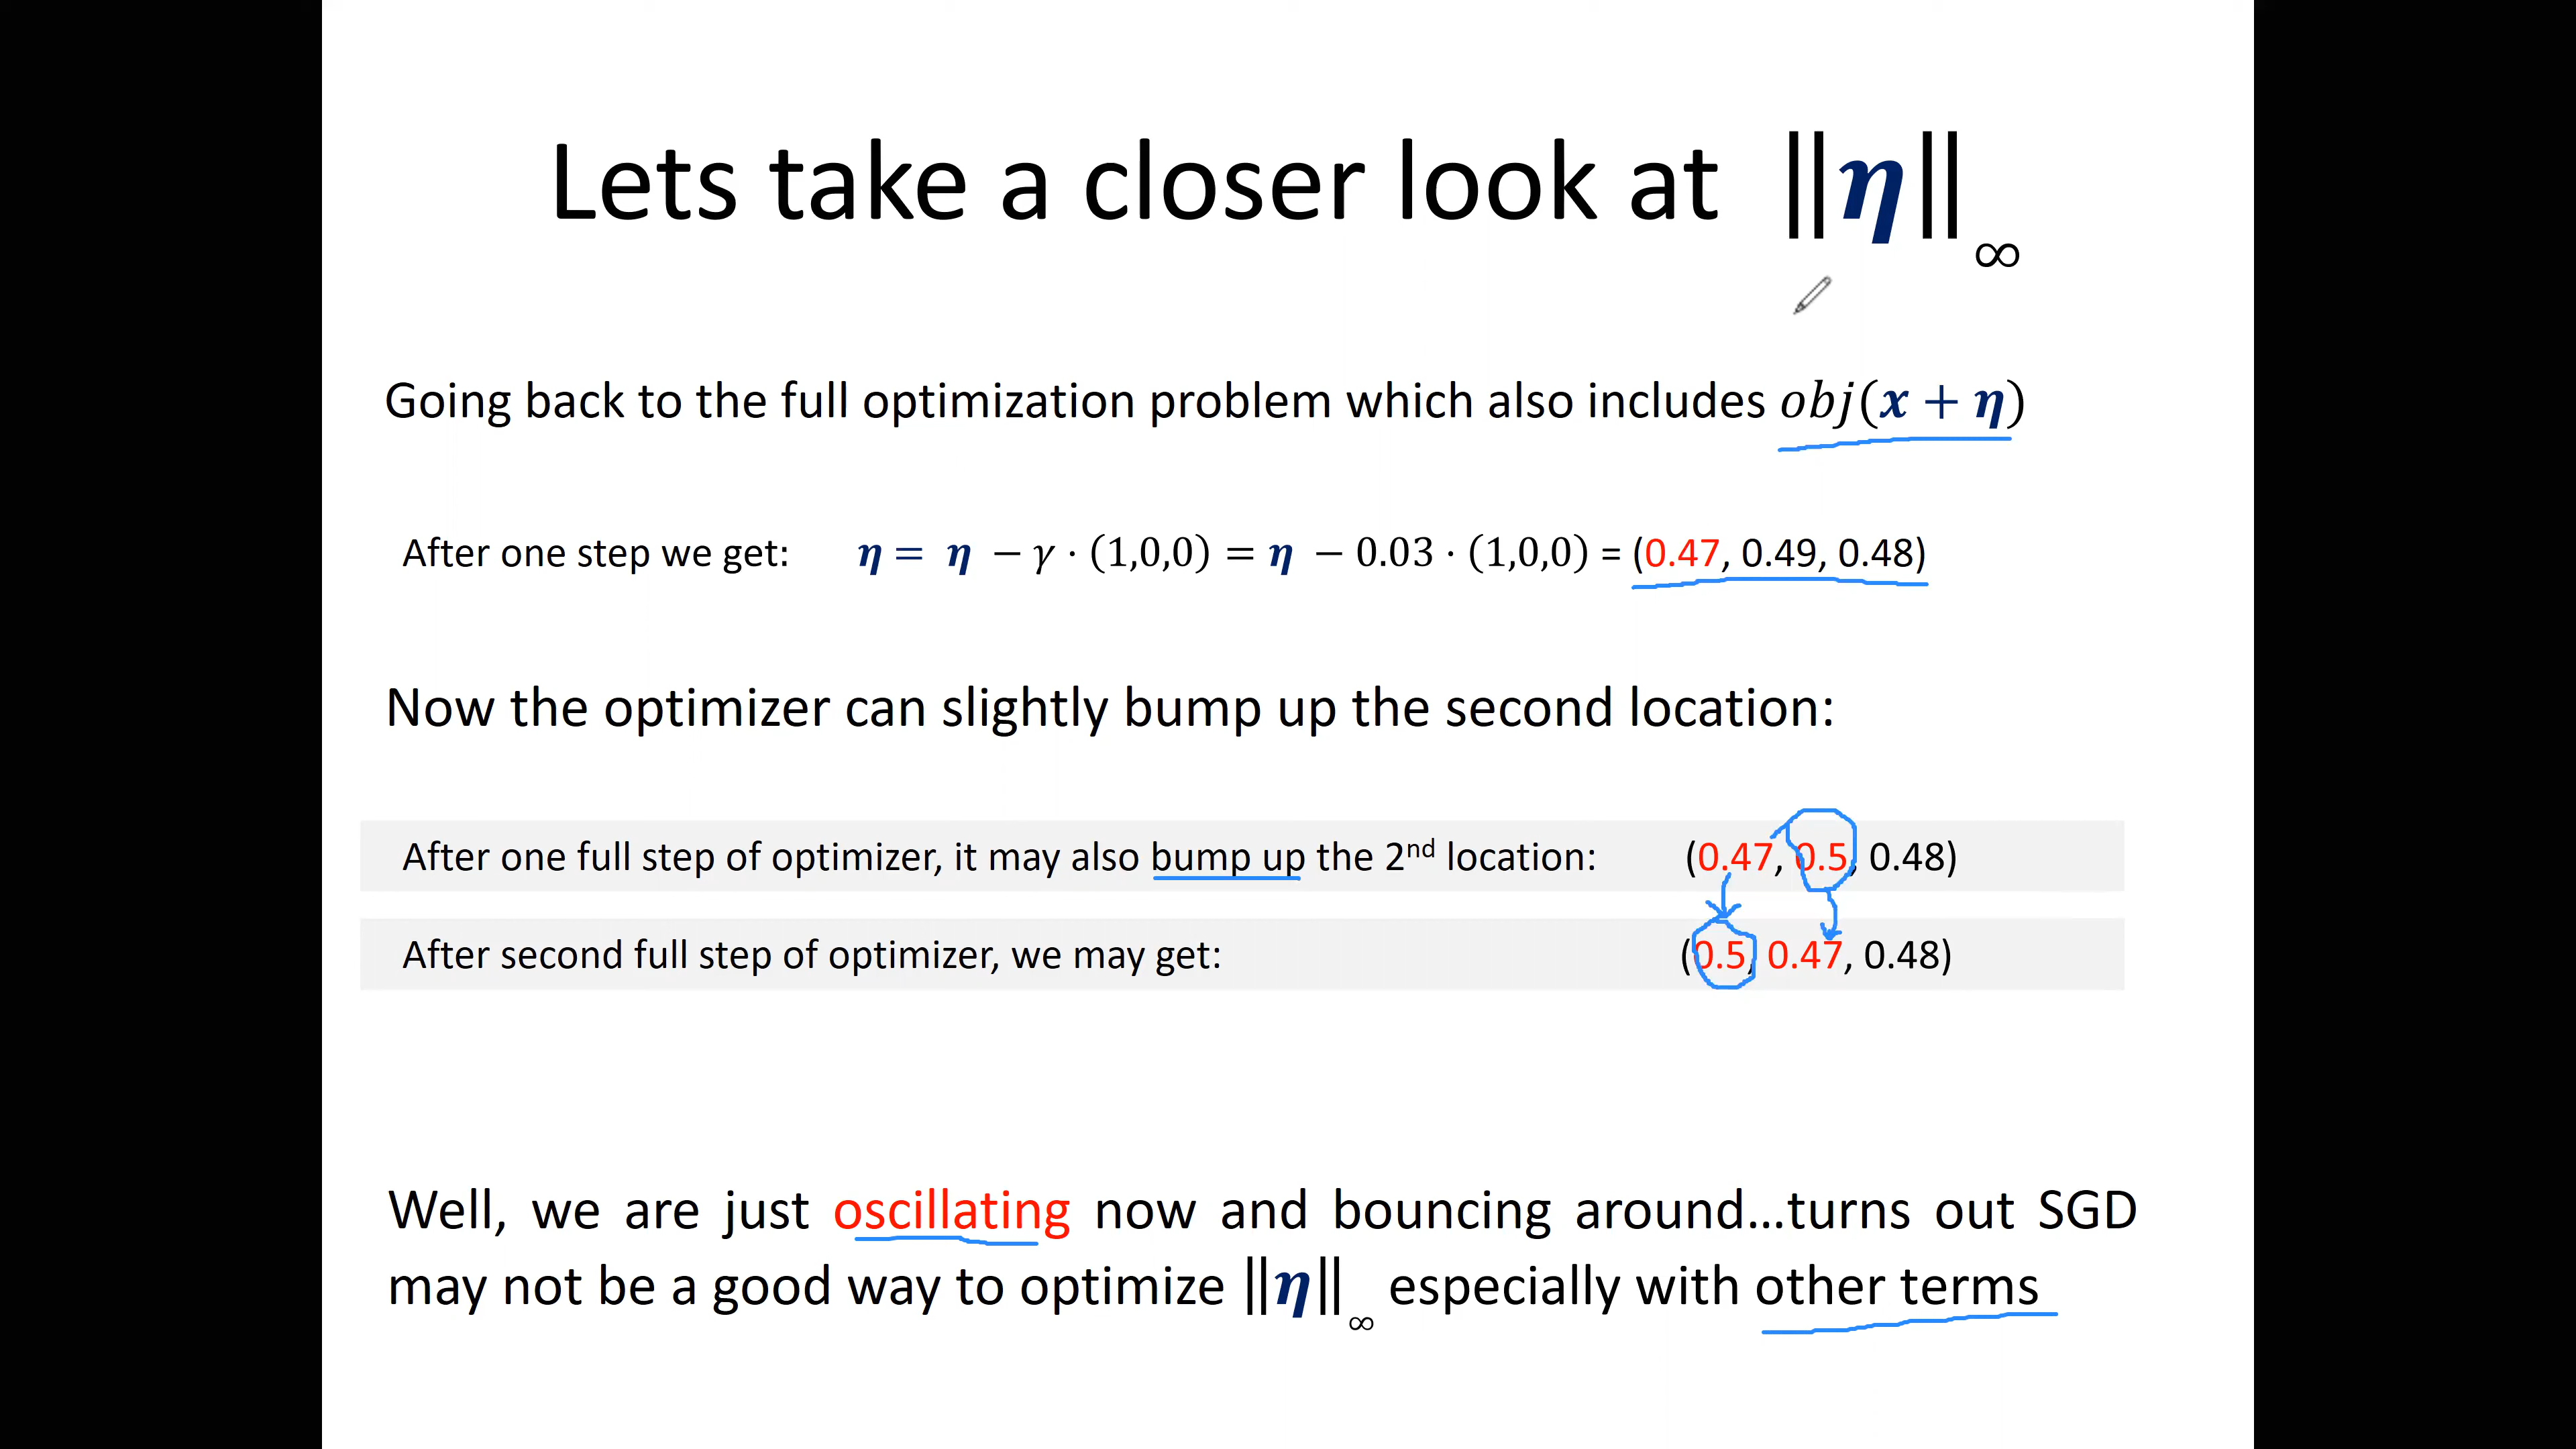 Lets take a closer look at ‖η‖∞
Going back to the full optimization problem which also includes obj(x + η)
After one step we get: η = η − γ · (1,0,0) = η − 0.03 · (1,0,0) = (0.47, 0.49, 0.48)
Now the optimizer can slightly bump up the second location:
After one full step of optimizer, it may also bump up the 2nd location: (0.47, 0.5, 0.48)
After second full step of optimizer, we may get: (0.5, 0.47, 0.48)
Well, we are just oscillating now and bouncing around…turns out SGD
may not be a good way to optimize ‖η‖∞ especially with other terms